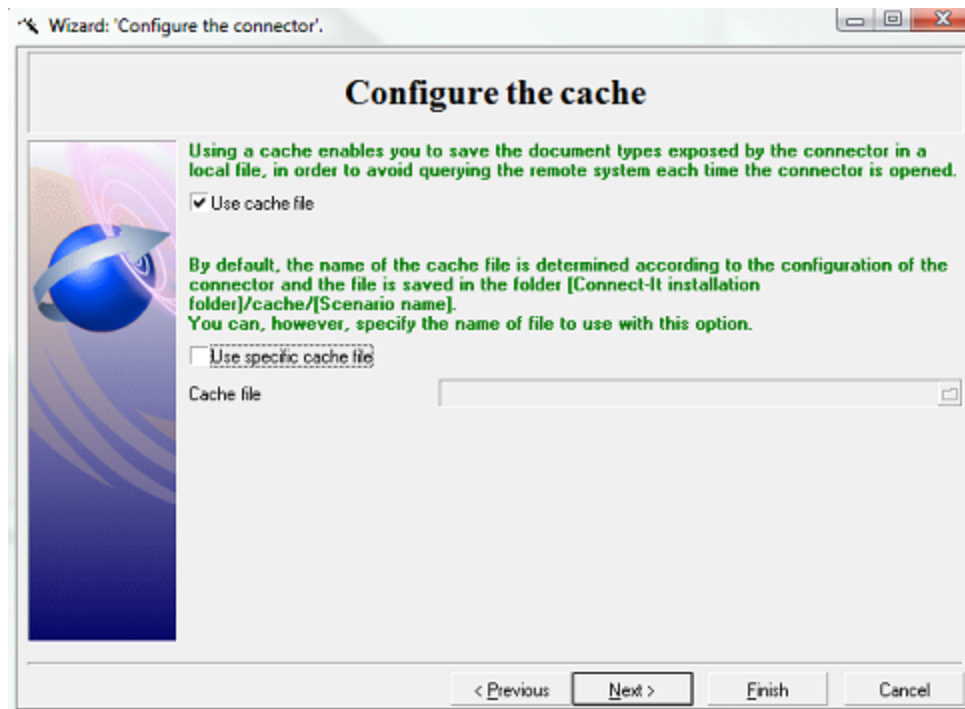 Wizard: 'Configure the connector'.
Configure the cache
Using a cache enables you to save the document types exposed by the connector in a
local file, in order to avoid querying the remote system each time the connector is opened.
Use cache file
By default, the name of the cache file is determined according to the configuration of the
connector and the file is saved in the folder [Connect-It installation
folder]/cache/[Scenario name].
You can, however, specify the name of file to use with this option.
Use specific cache file
Cache file
< Previous
Next >
Finish
Cancel